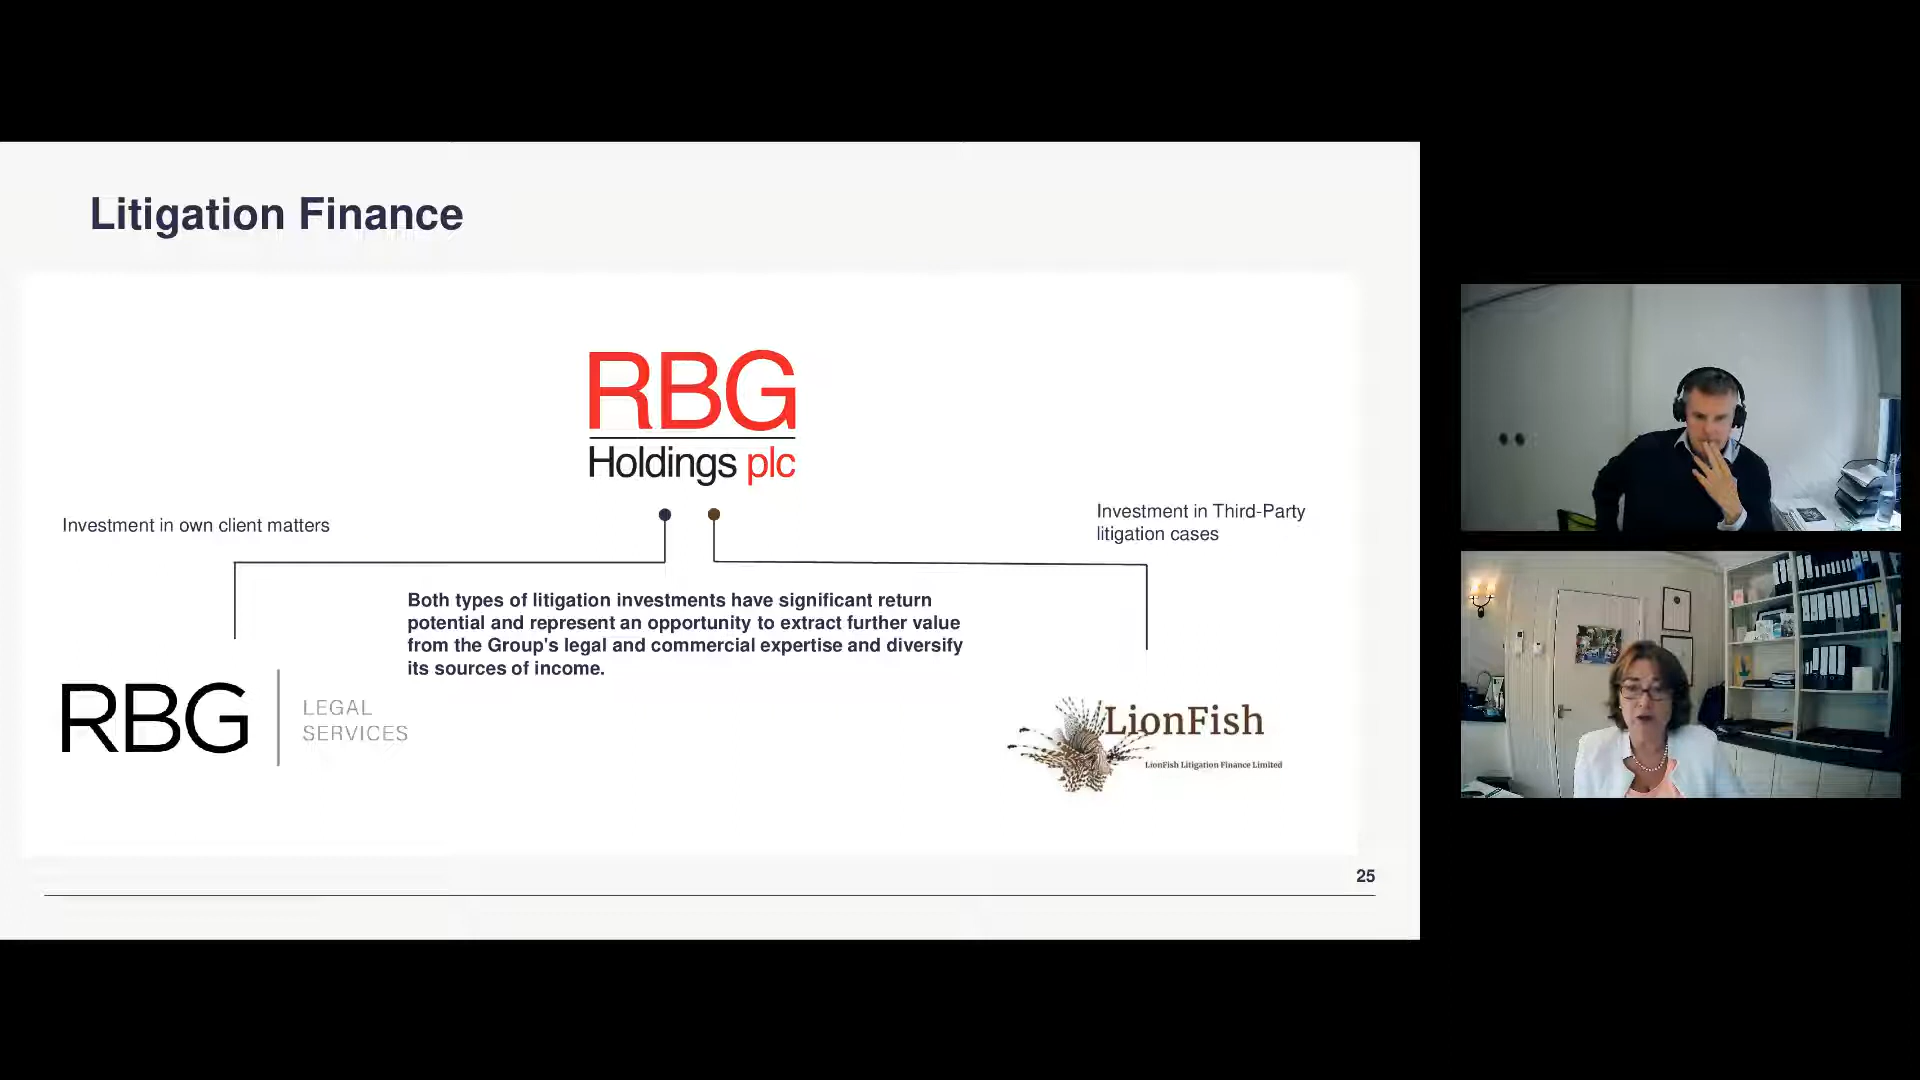 Litigation Finance
RBG
Holdings plc
Investment in own client matters
Investment in Third-Party
litigation cases
Both types of litigation investments have significant return
potential and represent an opportunity to extract further value
from the Group's legal and commercial expertise and diversify
its sources of income.
RBG
LEGAL
SERVICES
LionFish
LionFish Litigation Finance Limited
25